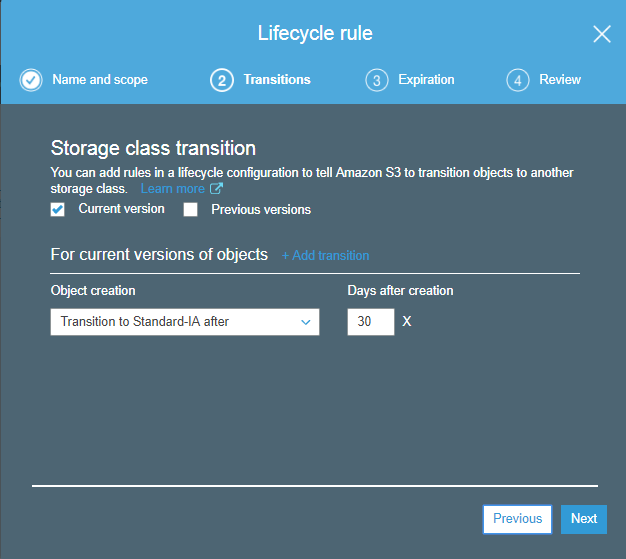 Lifecycle rule
Name and scope
2 Transitions
3 Expiration
4 Review
Storage class transition
You can add rules in a lifecycle configuration to tell Amazon S3 to transition objects to another
storage class. Learn more
Current version Previous versions
For current versions of objects + Add transition
Object creation Days after creation
Transition to Standard-IA after 30 X
Previous Next